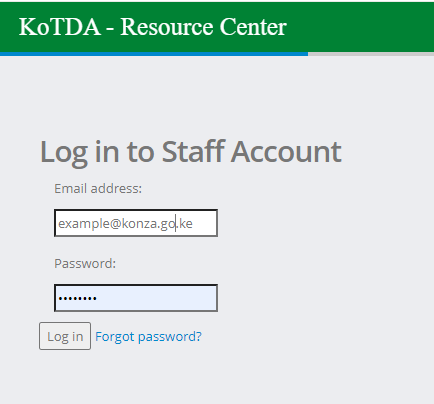 KoTDA - Resource Center
Log in to Staff Account
Email address:
example@konza.go.ke
Password:
••••••••
Log in Forgot password?